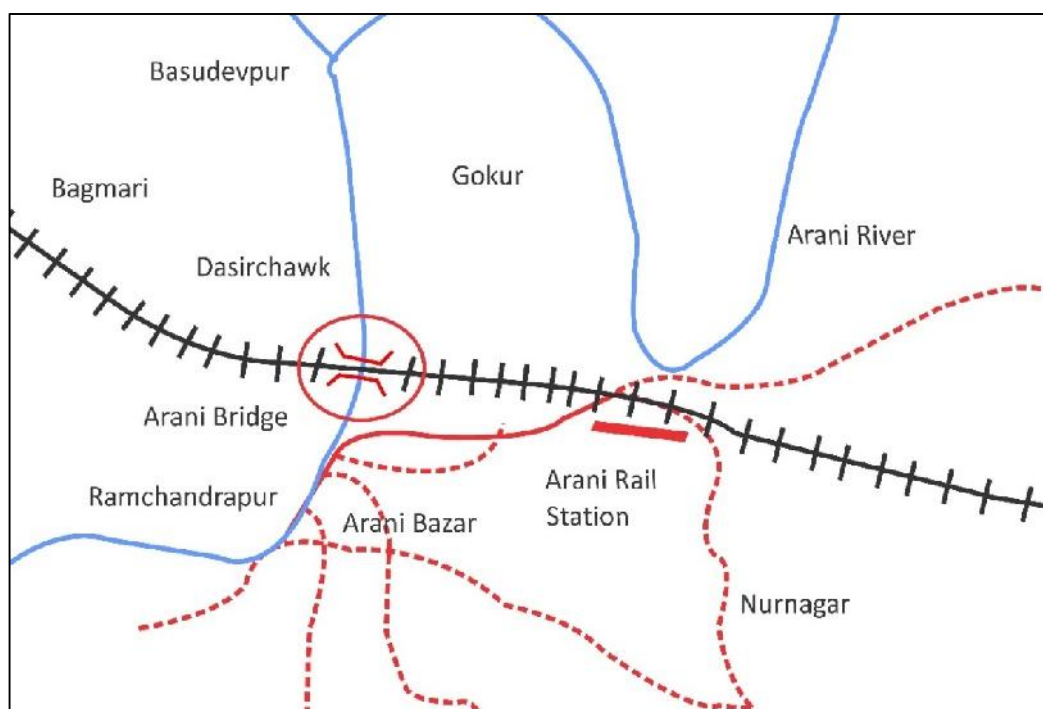 Basudevpur
Gokur
Bagmari
Arani River
Dasirchawk
Arani Bridge
Ramchandrapur
Arani Bazar
Arani Rail
Station
Nurnagar